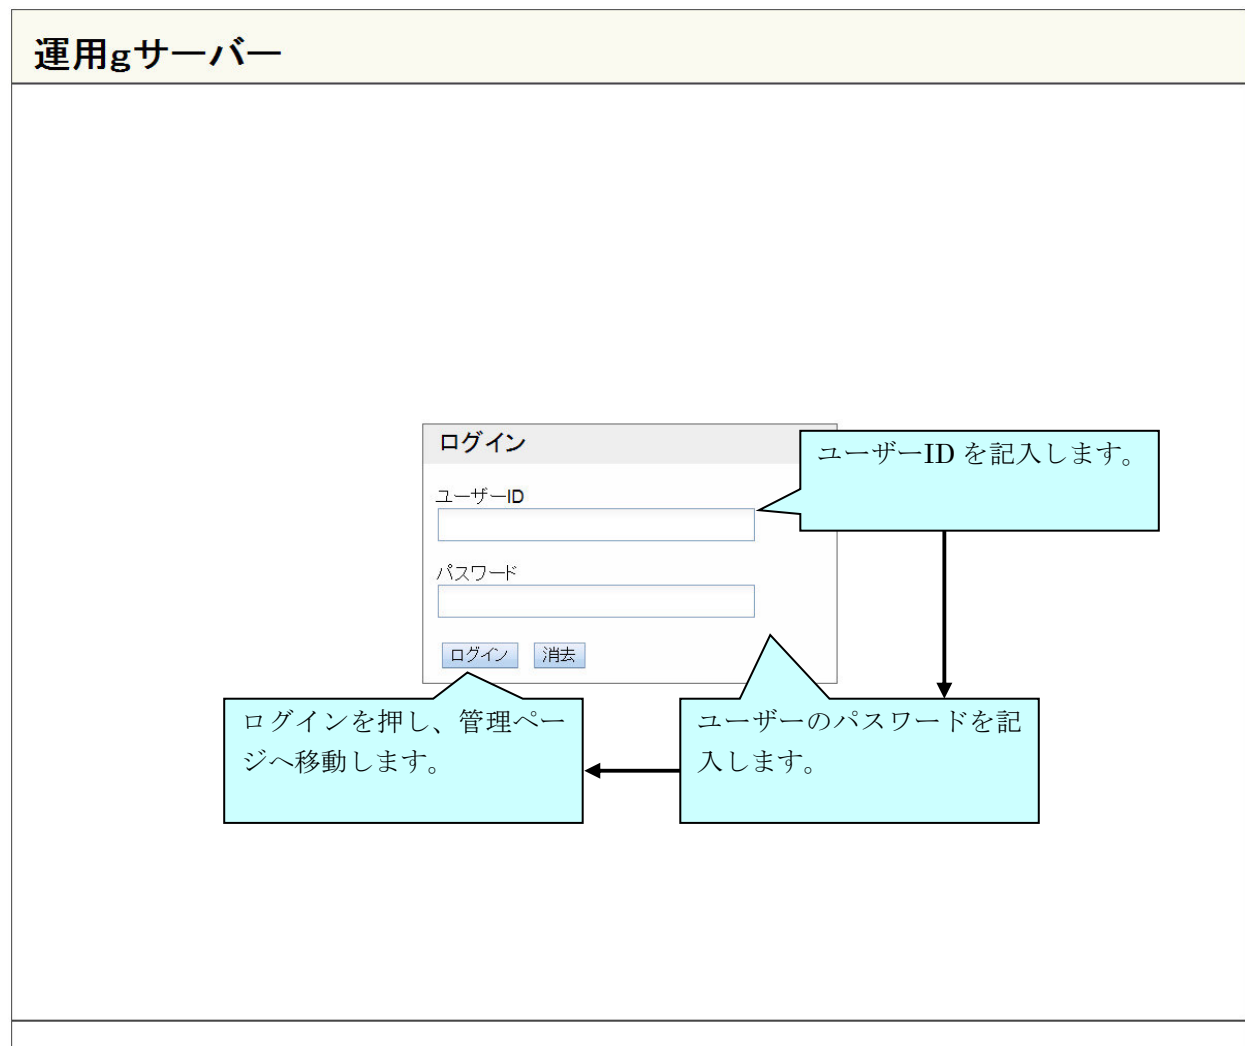 運用gサーバー
ログイン
ユーザーIDを記入します。
ユーザーID
パスワード
ログイン 消去
ログインを押し、管理ペー
ジへ移動します。
ユーザーのパスワードを記
入します。